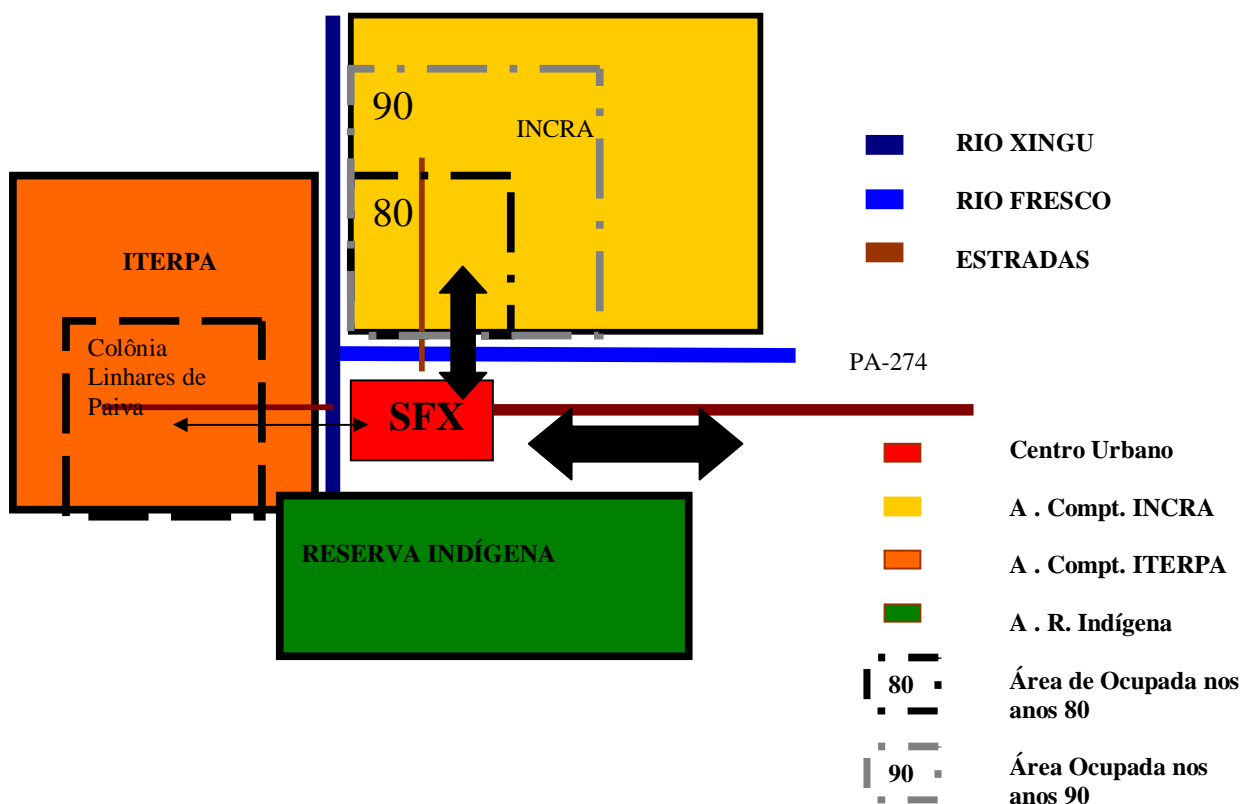 90
INCRA
80
ITERPA
Colônia
Linhares de
Paiva
SFX
RESERVA INDÍGENA
RIO XINGU
RIO FRESCO
ESTRADAS
PA-274
Centro Urbano
A . Compt. INCRA
A . Compt. ITERPA
A . R. Indígena
80
Área de Ocupada nos
anos 80
90
Área Ocupada nos
anos 90